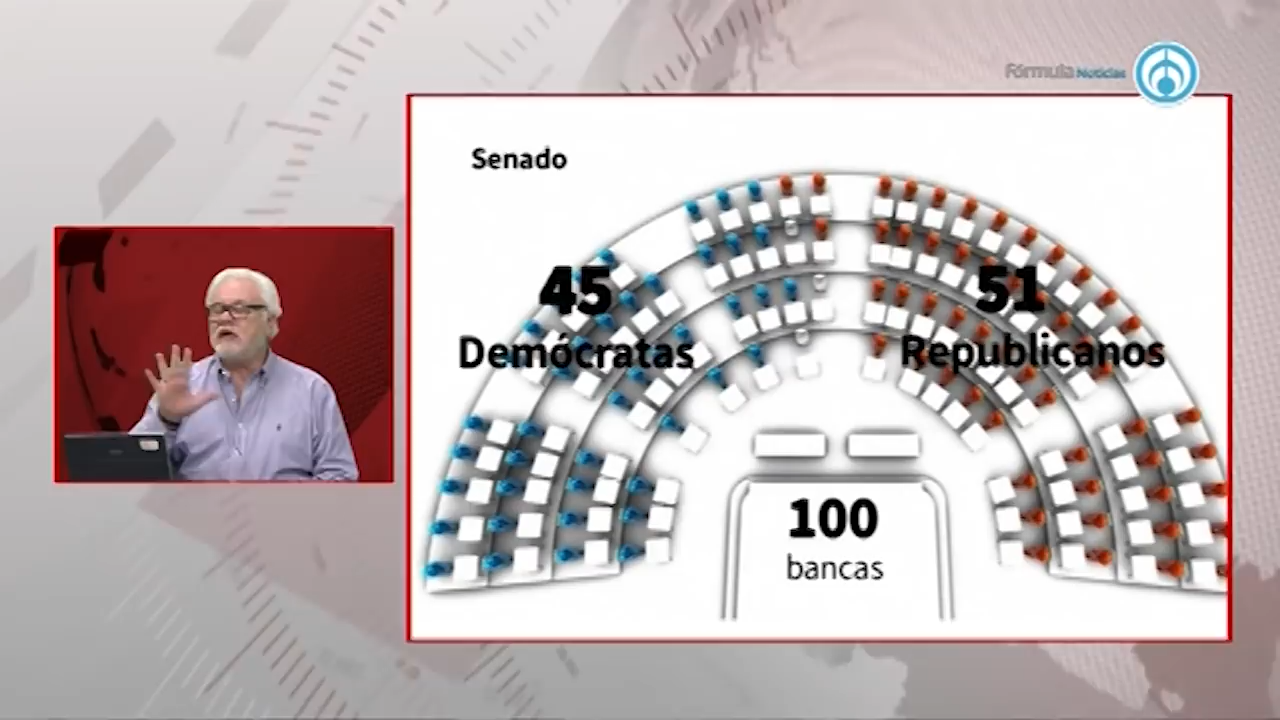 Fórmula Noticias
Senado
45
Demócratas
51
Republicanos
100
bancas